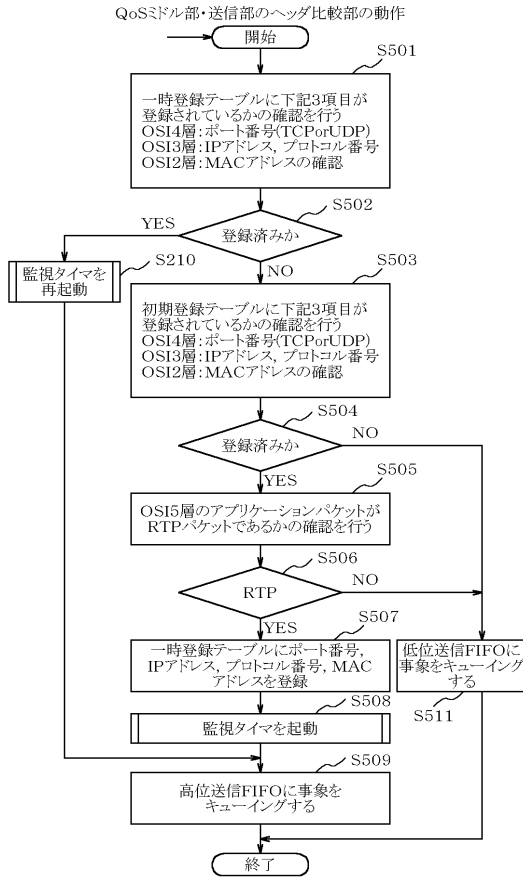 QoSミドル部・送信部のヘッダ比較部の動作
開始
S501
一時登録テーブルに下記3項目が
登録されているかの確認を行う
OSI4層:ポート番号(TCPorUDP)
OSI3層:IPアドレス,プロトコル番号
OSI2層:MACアドレスの確認
S502
登録済みか
YES
NO
S210
監視タイマを
再起動
S503
初期登録テーブルに下記3項目が
登録されているかの確認を行う
OSI4層:ポート番号(TCPorUDP)
OSI3層:IPアドレス,プロトコル番号
OSI2層:MACアドレスの確認
S504
登録済みか
NO
YES
S505
OSI5層のアプリケーションパケットが
RTPパケットであるかの確認を行う
S506
RTP
NO
YES
S507
一時登録テーブルにポート番号,
IPアドレス,プロトコル番号,MAC
アドレスを登録
低位送信FIFOに
事象をキューイング
する
S511
S508
監視タイマを起動
S509
高位送信FIFOに事象を
キューイングする
終了